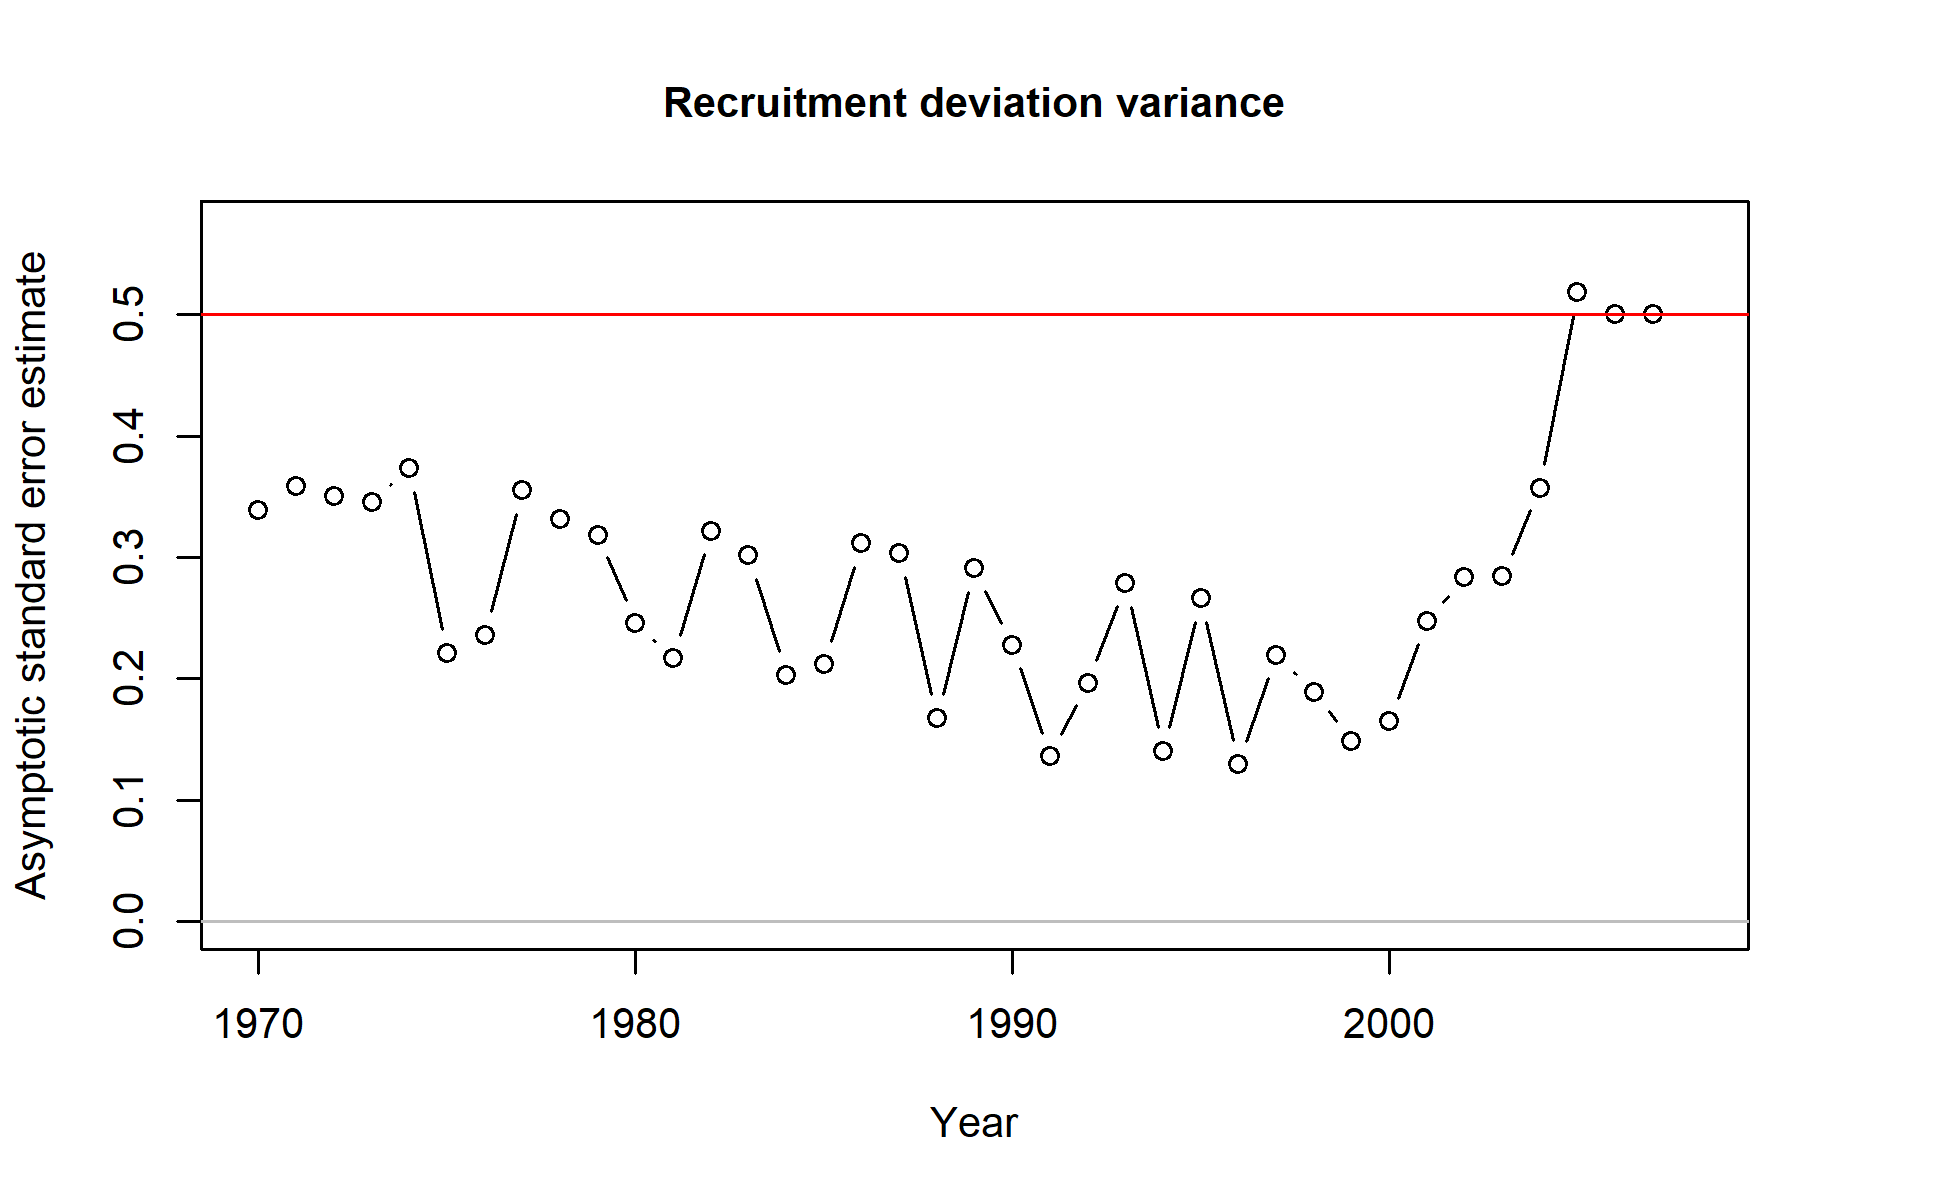 Recruitment deviation variance
Asymptotic standard error estimate
0.5
0.4
0.3
0.2
0.1
0.0
1970 1980 1990 2000
Year